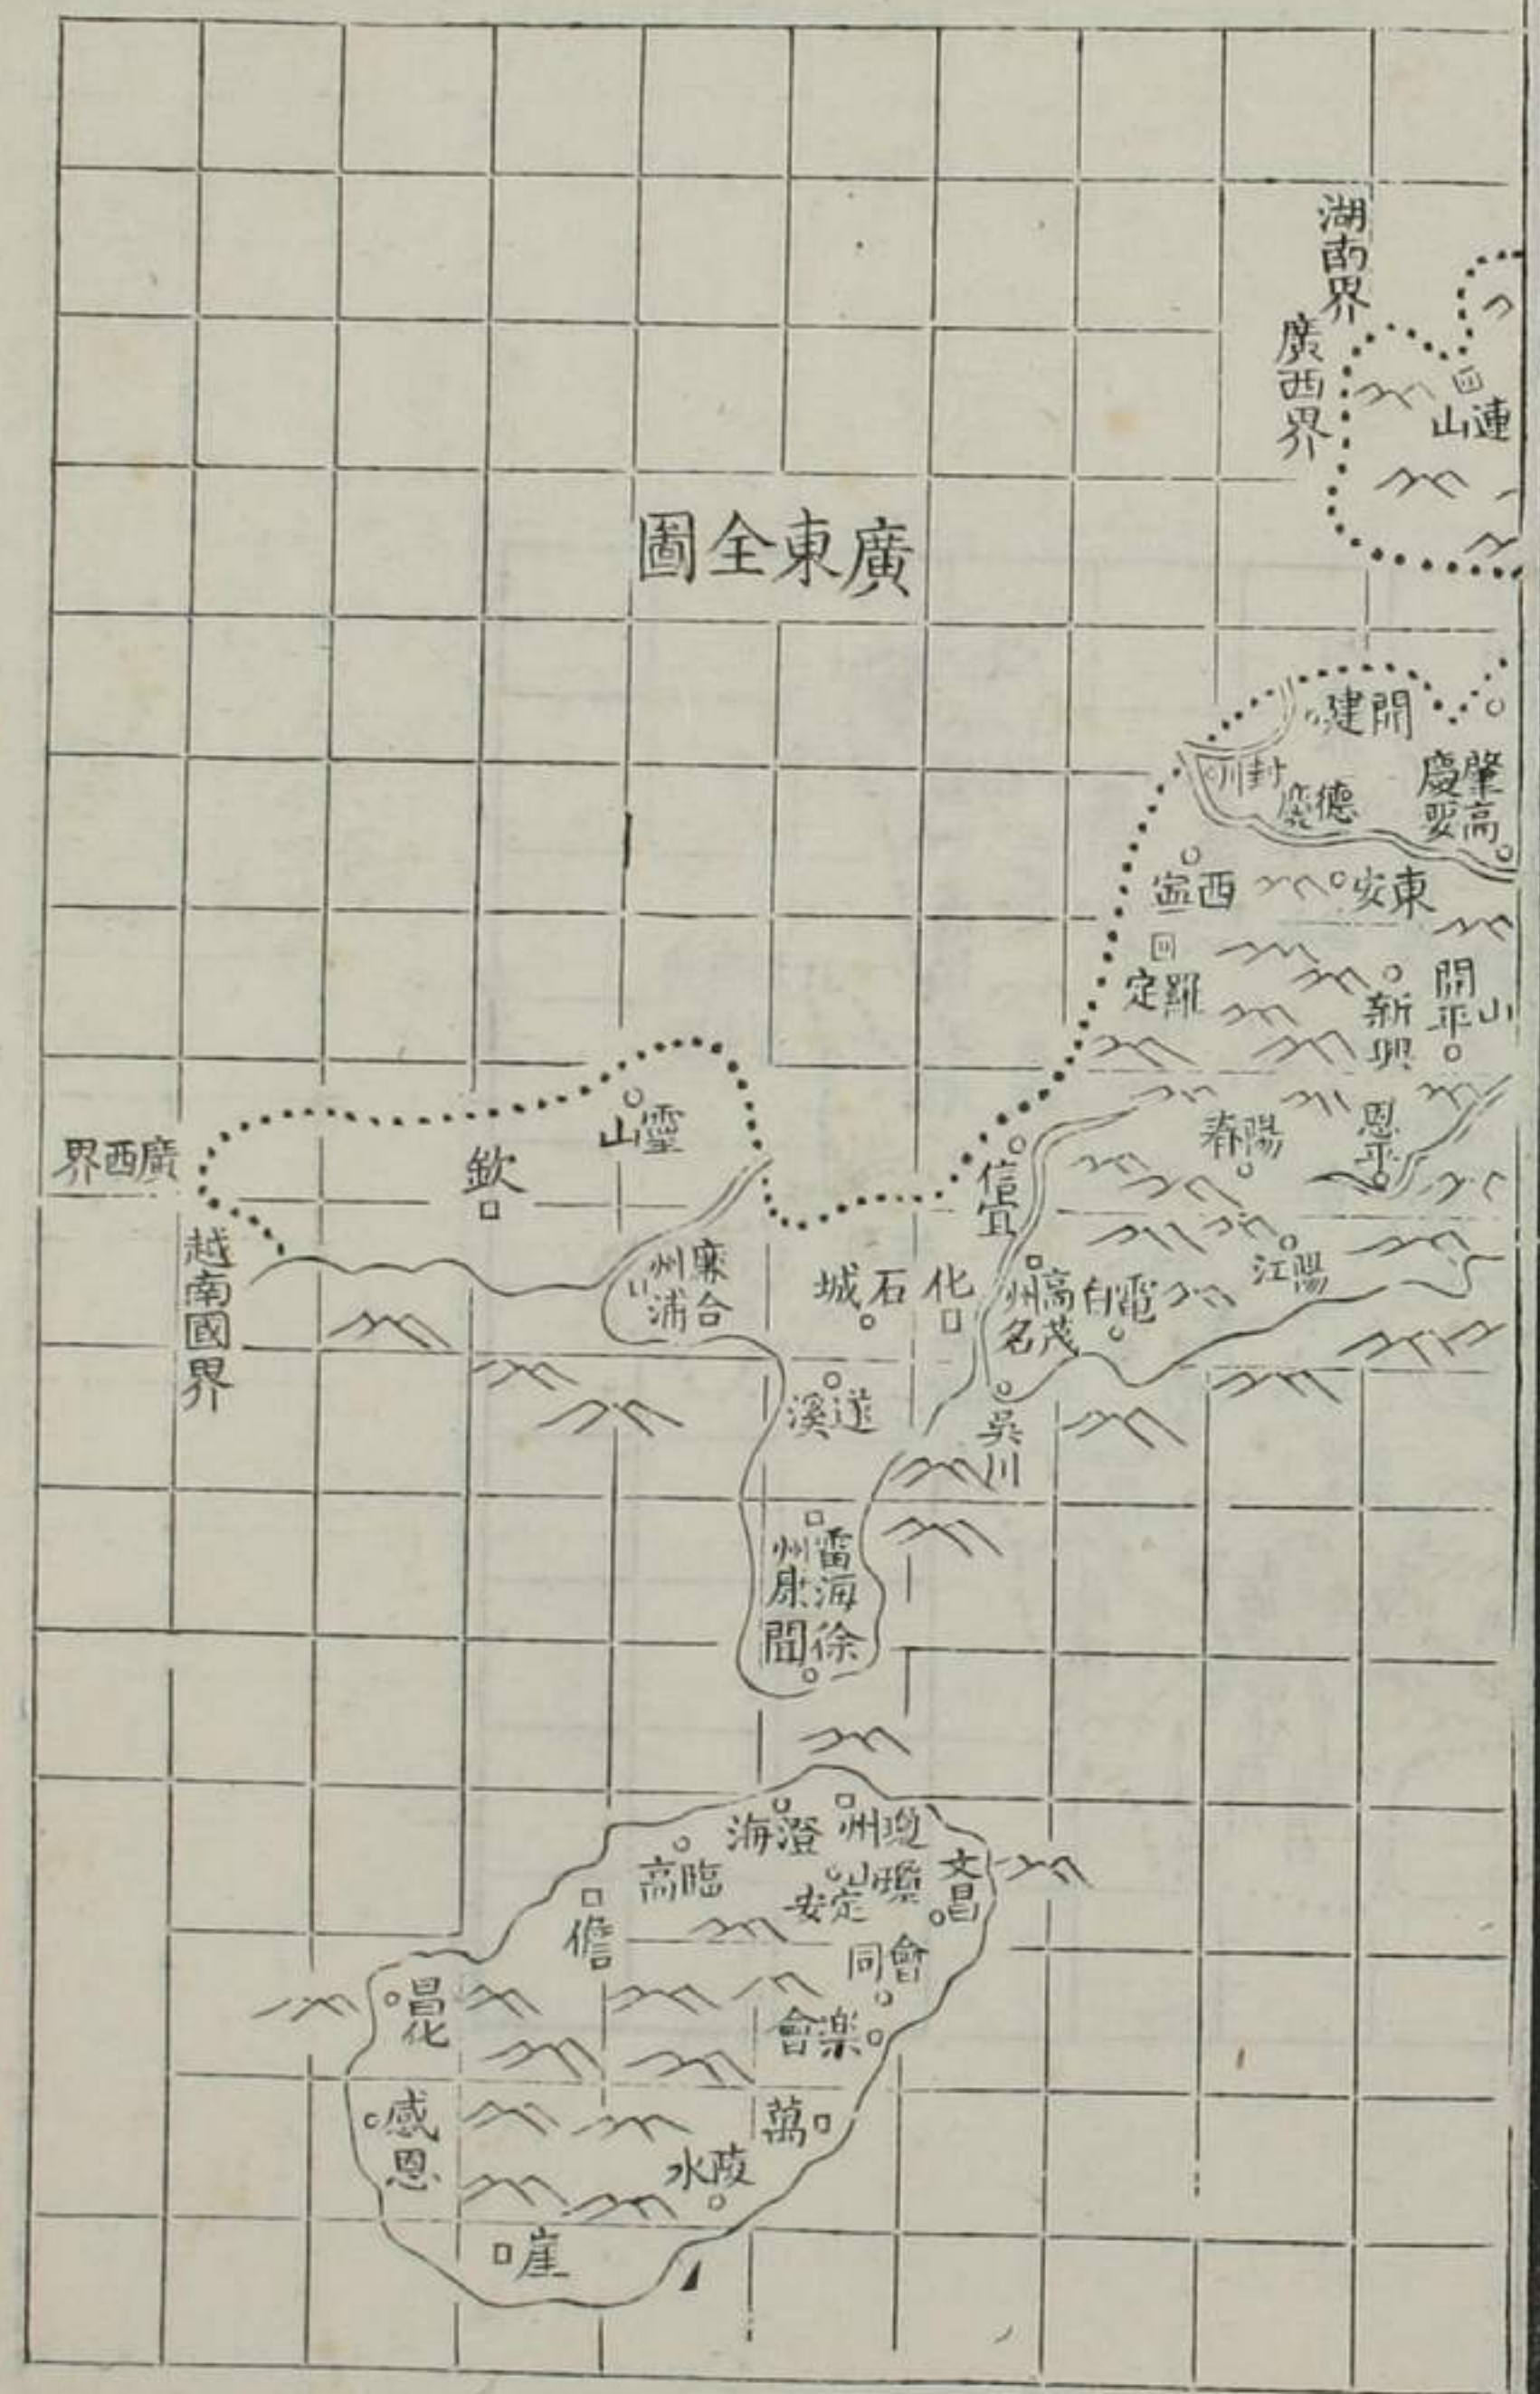 廣東全圖
湖南界
廣西界
連山
開建
封川
德慶
肇慶
高要
西寧
東安
羅定
新興
開平
山
恩平
陽春
陽江
信宜
高州
茂名
電白
化
石城
吳川
遂溪
靈山
欽
廉州
合浦
廣西界
越南國界
雷州
海康
徐聞
瓊州
瓊山
澄海
臨高
定安
文昌
會同
樂會
儋
昌化
感恩
萬
陵水
崖